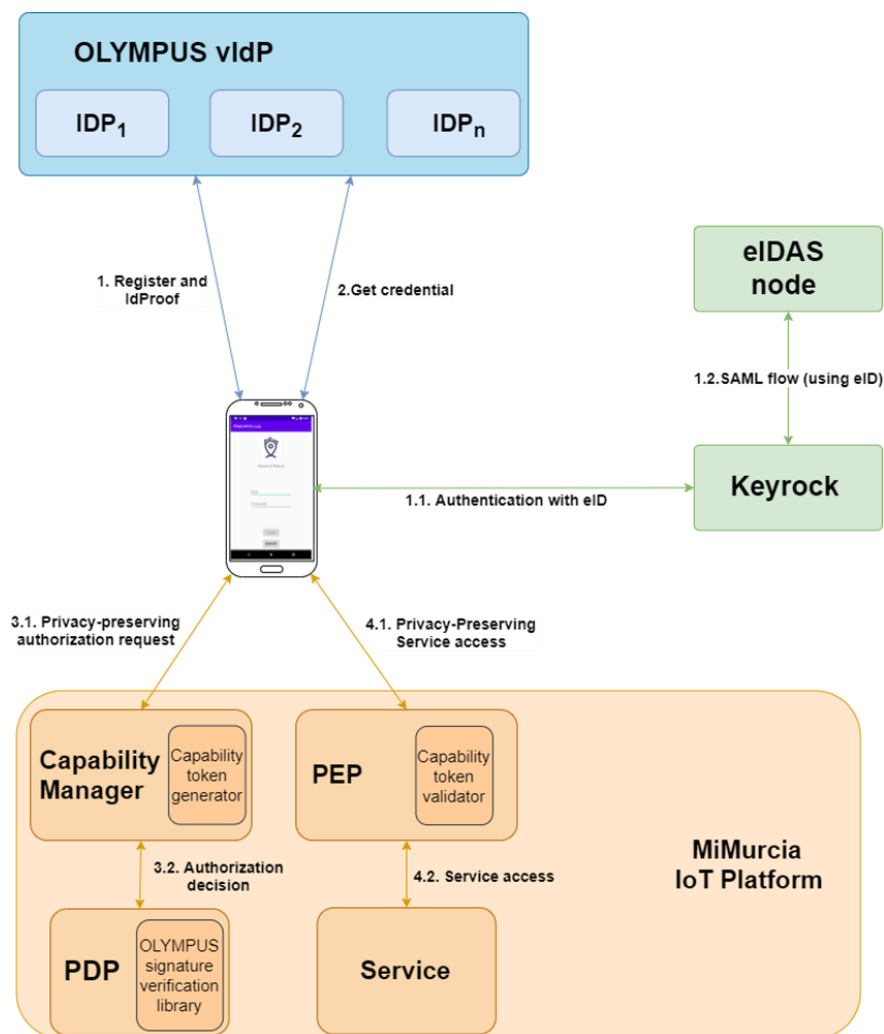 OLYMPUS vIdP
IDP1
IDP2
IDPn
eIDAS
node
1. Register and
IdProof
2.Get credential
1.2.SAML flow (using eID)
Keyrock
1.1. Authentication with eID
3.1. Privacy-preserving
authorization request
4.1. Privacy-Preserving
Service access
Capability
Manager
Capability
token
generator
PEP
Capability
token
validator
MiMurcia
IoT Platform
3.2. Authorization
decision
4.2. Service access
PDP
OLYMPUS
signature
verification
library
Service